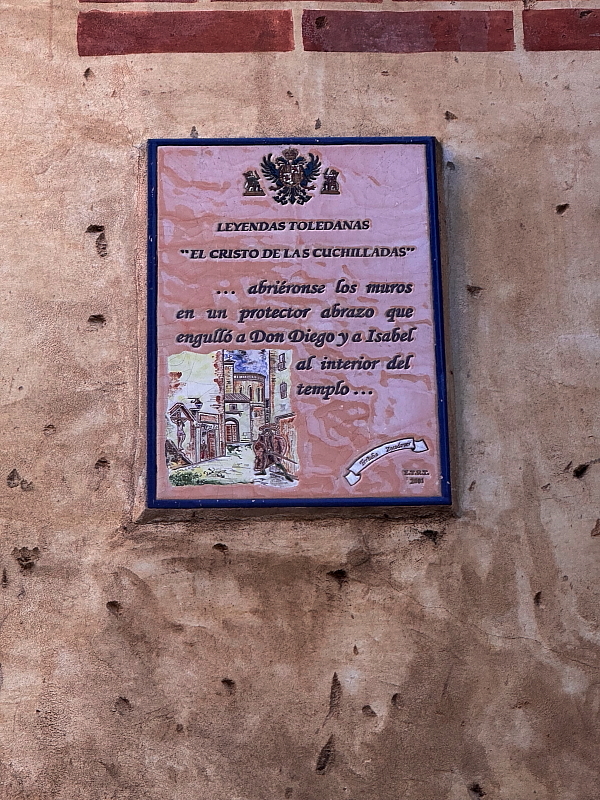 LEYENDAS TOLEDANAS
"EL CRISTO DE LAS CUCHILLADAS"
... abriéronse los muros
en un protector abrazo que
engulló a Don Diego y a Isabel
al interior del
templo...
2001